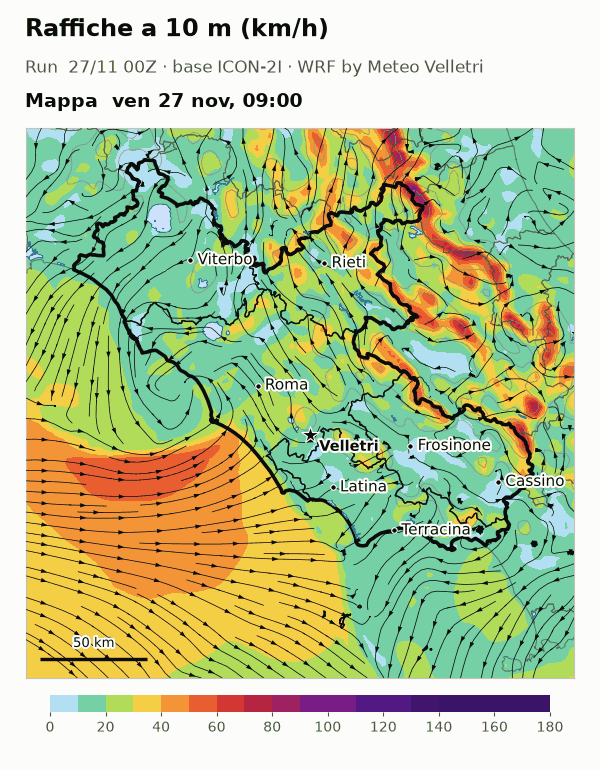 Raffiche a 10 m (km/h)
Run  27/11 00Z · base ICON-2I · WRF by Meteo Velletri
Mappa  ven 27 nov, 09:00
Viterbo
Rieti
Roma
Velletri
Frosinone
Latina
Cassino
Terracina
50 km
0 20 40 60 80 100 120 140 160 180